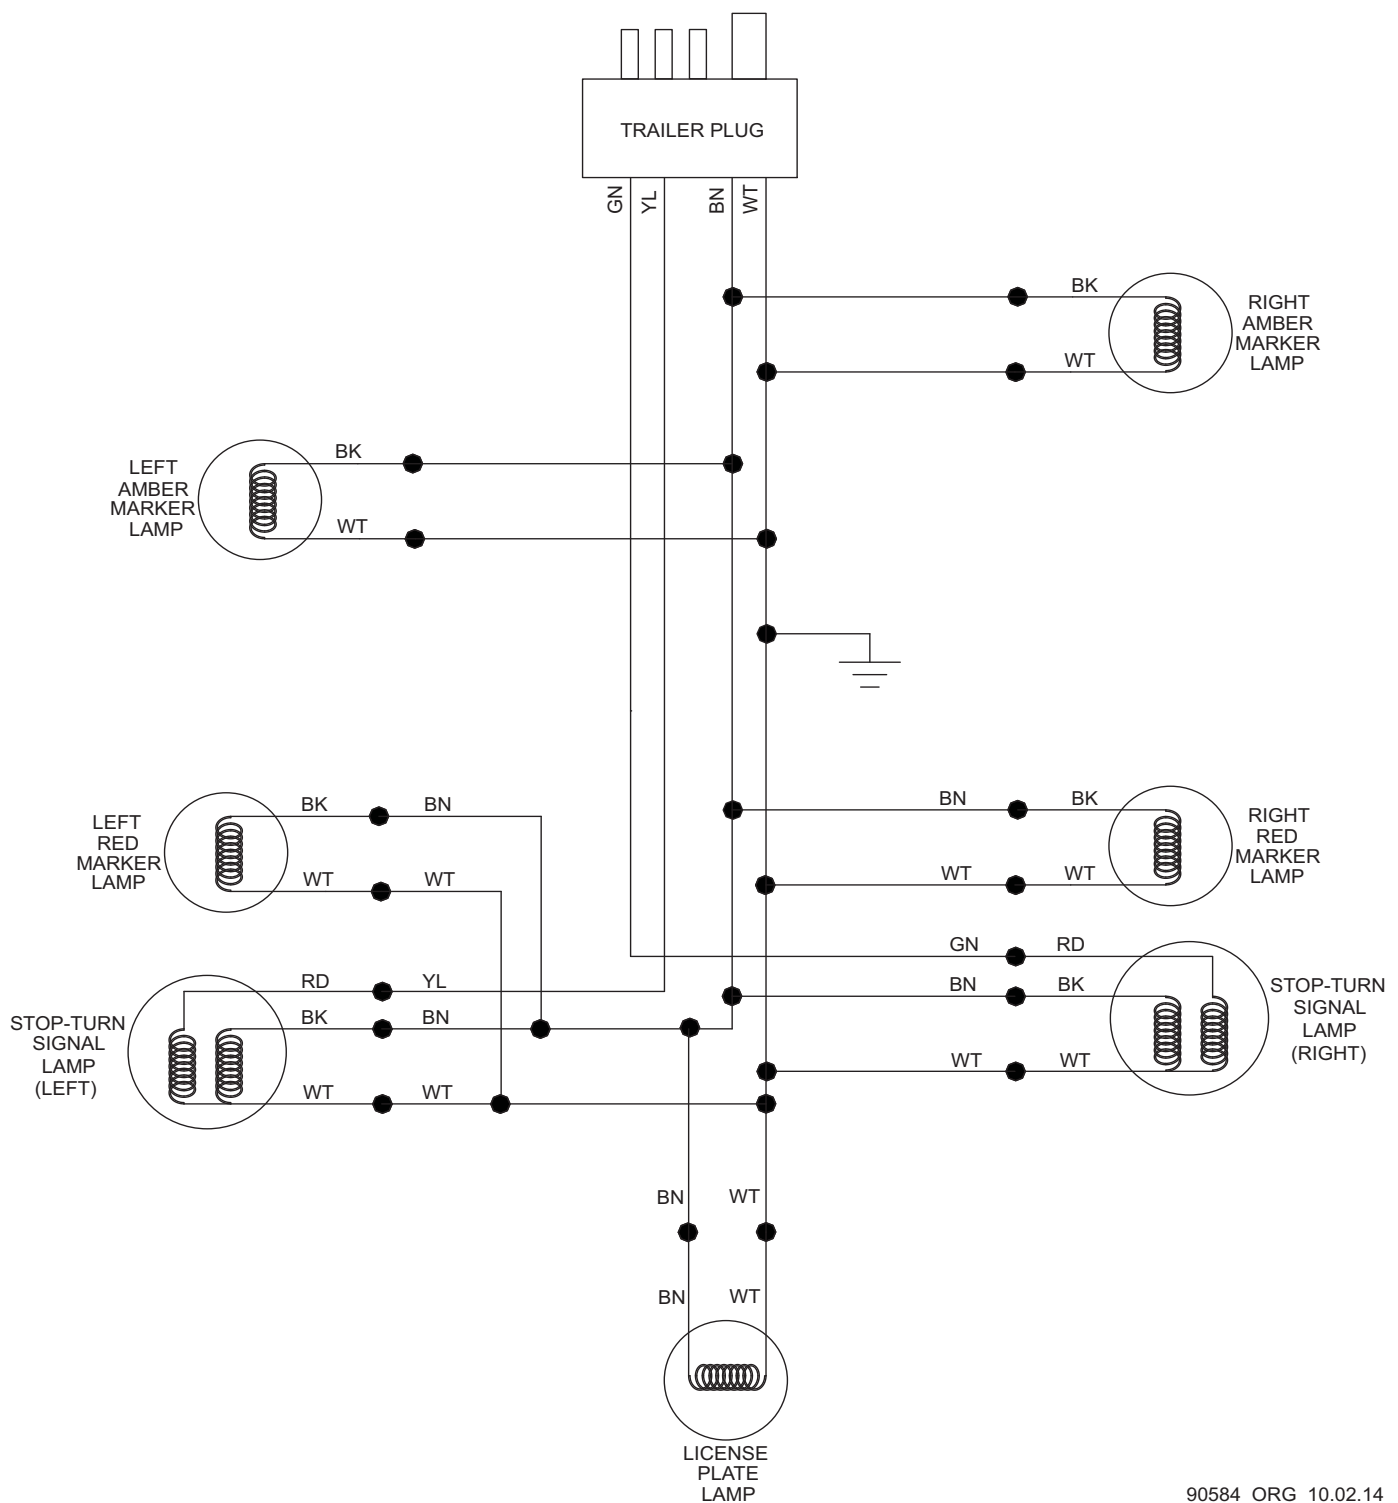 TRAILER PLUG
GN
YL
BN
WT
BK
RIGHT
AMBER
MARKER
LAMP
WT
BK
LEFT
AMBER
MARKER
LAMP
WT
BK
BN
LEFT
RED
MARKER
LAMP
WT
WT
BN
BK
RIGHT
RED
MARKER
LAMP
WT
WT
GN
RD
BN
BK
STOP-TURN
SIGNAL
LAMP
(RIGHT)
WT
WT
RD
YL
BK
BN
STOP-TURN
SIGNAL
LAMP
(LEFT)
WT
WT
BN
WT
BN
WT
LICENSE
PLATE
LAMP
90584 ORG 10.02.14